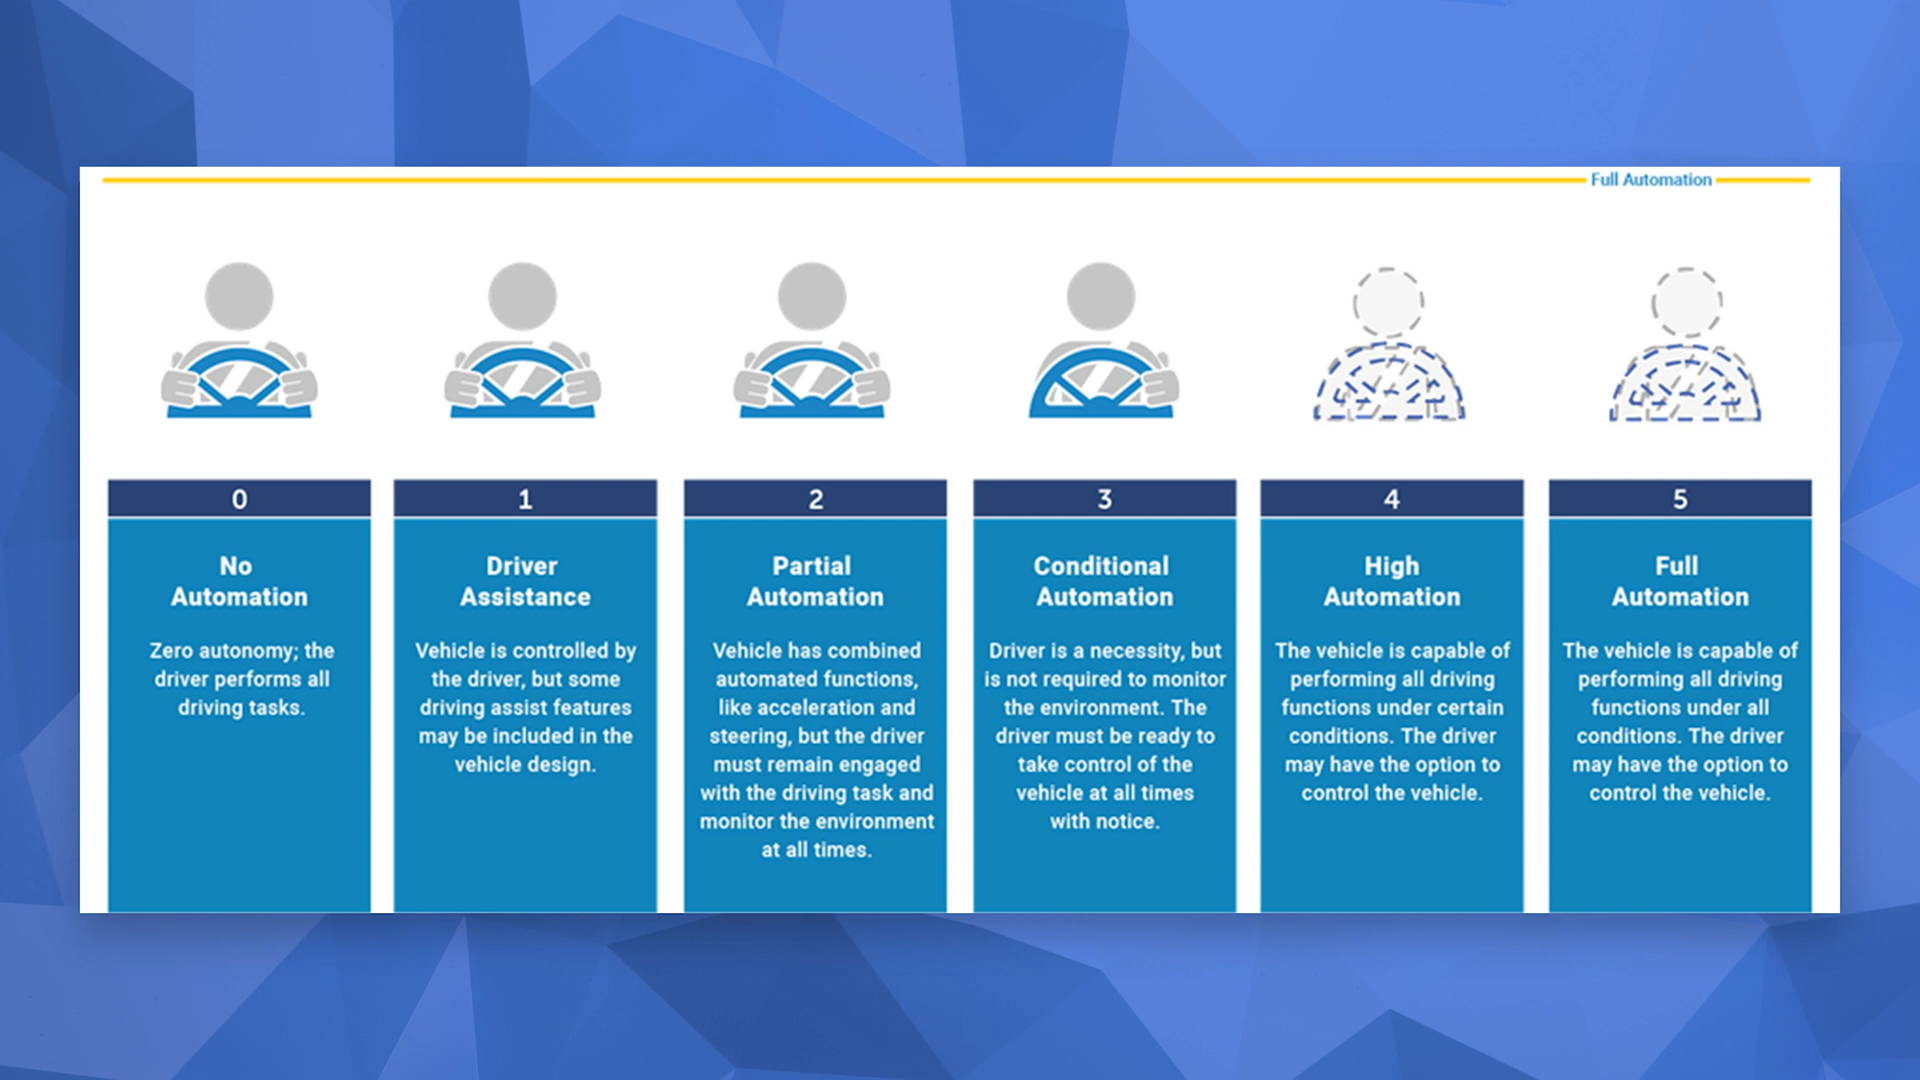 Full Automation
0
No
Automation
Zero autonomy; the
driver performs all
driving tasks.
1
Driver
Assistance
Vehicle is controlled by
the driver, but some
driving assist features
may be included in the
vehicle design.
2
Partial
Automation
Vehicle has combined
automated functions,
like acceleration and
steering, but the driver
must remain engaged
with the driving task and
monitor the environment
at all times.
3
Conditional
Automation
Driver is a necessity, but
is not required to monitor
the environment. The
driver must be ready to
take control of the
vehicle at all times
with notice.
4
High
Automation
The vehicle is capable of
performing all driving
functions under certain
conditions. The driver
may have the option to
control the vehicle.
5
Full
Automation
The vehicle is capable of
performing all driving
functions under all
conditions. The driver
may have the option to
control the vehicle.